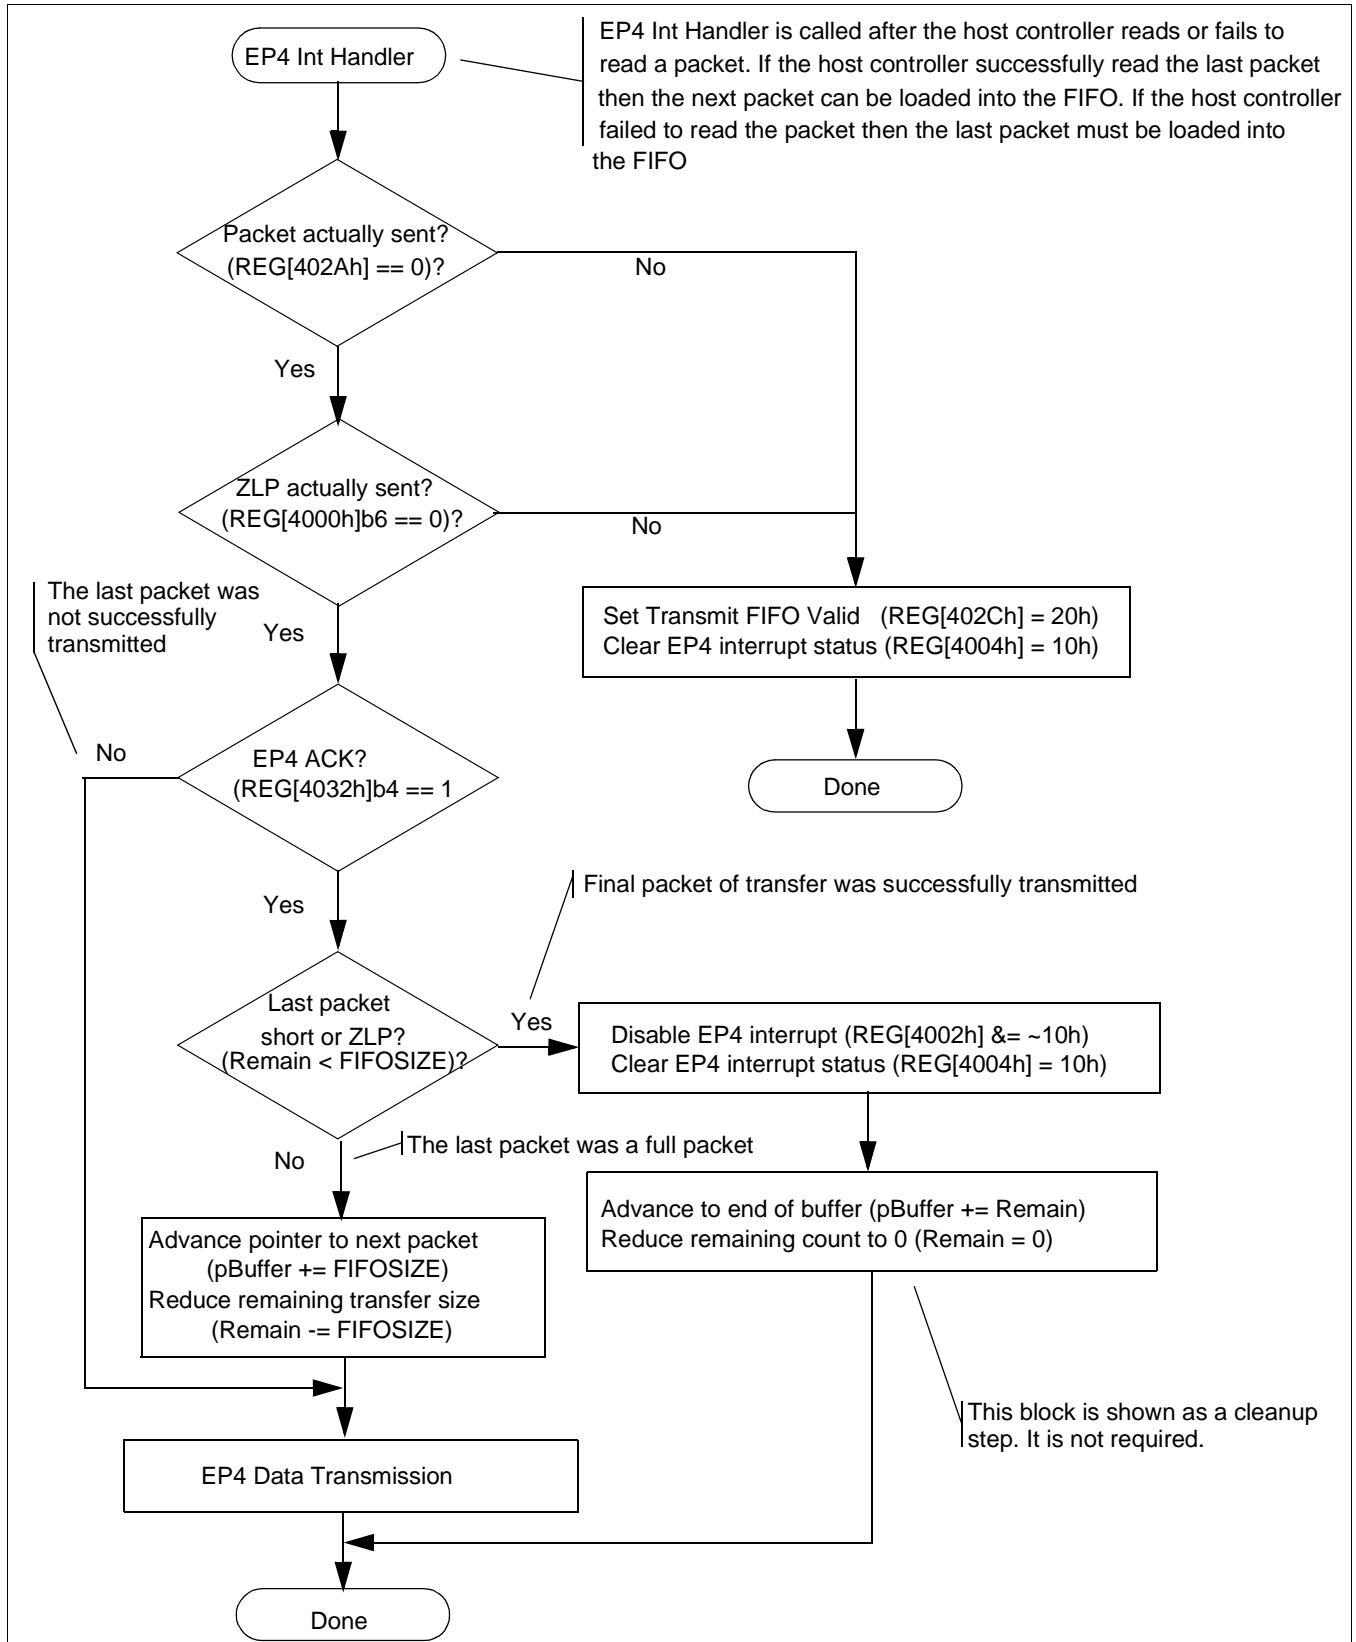 EP4 Int Handler
EP4 Int Handler is called after the host controller reads or fails to
read a packet. If the host controller successfully read the last packet
then the next packet can be loaded into the FIFO. If the host controller
failed to read the packet then the last packet must be loaded into
the FIFO
Packet actually sent?
(REG[402Ah] == 0)?
No
Yes
ZLP actually sent?
(REG[4000h]b6 == 0)?
No
The last packet was
not successfully
transmitted
Yes
Set Transmit FIFO Valid (REG[402Ch] = 20h)
Clear EP4 interrupt status (REG[4004h] = 10h)
No
EP4 ACK?
(REG[4032h]b4 == 1
Done
Yes
Final packet of transfer was successfully transmitted
Last packet
short or ZLP?
(Remain < FIFOSIZE)?
Yes
Disable EP4 interrupt (REG[4002h] &= ~10h)
Clear EP4 interrupt status (REG[4004h] = 10h)
No
The last packet was a full packet
Advance to end of buffer (pBuffer += Remain)
Reduce remaining count to 0 (Remain = 0)
Advance pointer to next packet
(pBuffer += FIFOSIZE)
Reduce remaining transfer size
(Remain -= FIFOSIZE)
This block is shown as a cleanup
step. It is not required.
EP4 Data Transmission
Done